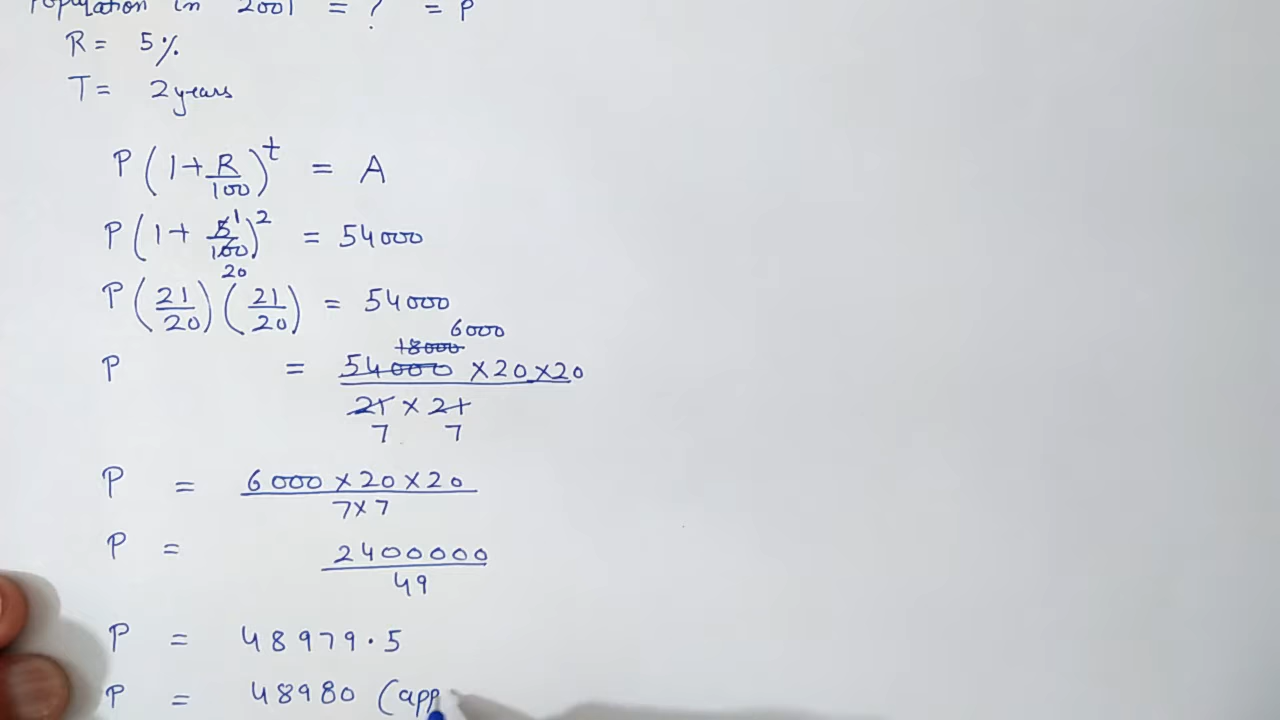 Population in 2001 = ? = P
R = 5%
T = 2 years
P(1+R/100)^t = A
P(1+5/100)^2 = 54000
1
20
P(21/20)(21/20) = 54000
6000
18000
P = 54000×20×20
21×21
7 7
P = 6000×20×20
7×7
P = 2400000
49
P = 48979.5
P = 48980 (app